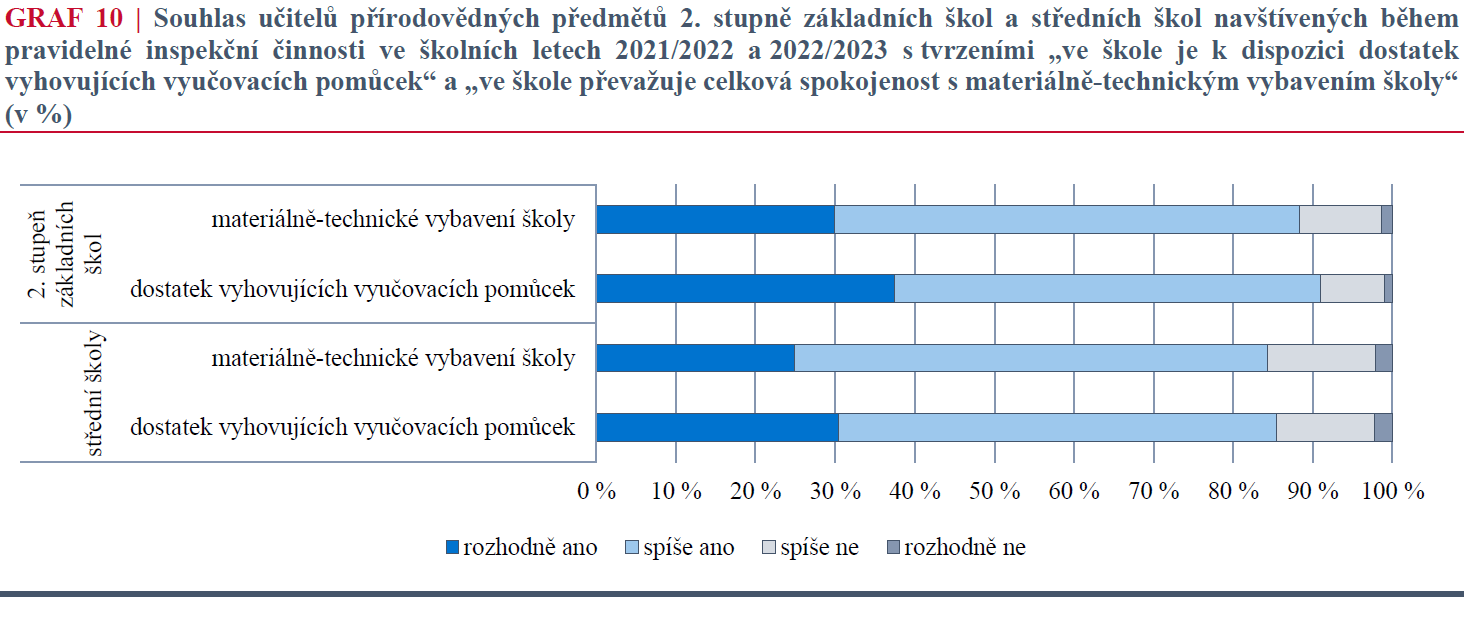 GRAF 10 | Souhlas učitelů přírodovědných předmětů 2. stupně základních škol a středních škol navštívených během
pravidelné inspekční činnosti ve školních letech 2021/2022 a 2022/2023 s tvrzeními „ve škole je k dispozici dostatek
vyhovujících vyučovacích pomůcek“ a „ve škole převažuje celková spokojenost s materiálně-technickým vybavením školy“
(v %)
2. stupeň
základních
škol
materiálně-technické vybavení školy
dostatek vyhovujících vyučovacích pomůcek
střední školy
materiálně-technické vybavení školy
dostatek vyhovujících vyučovacích pomůcek
0 % 10 % 20 % 30 % 40 % 50 % 60 % 70 % 80 % 90 % 100 %
rozhodně ano spíše ano spíše ne rozhodně ne